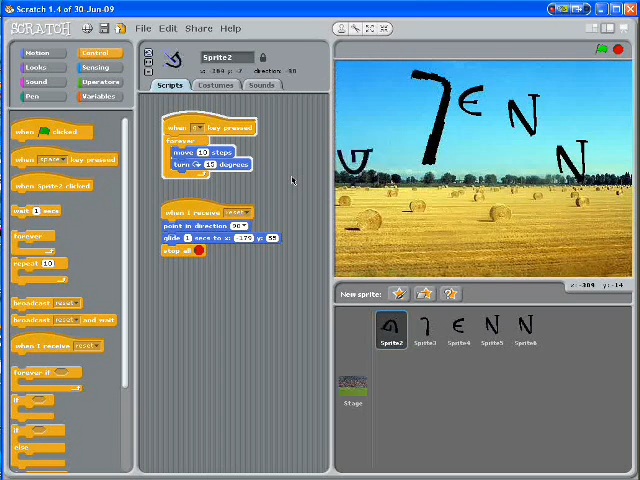 Scratch 1.4 of 30-Jun-09
SCRATCH File Edit Share Help
Motion Control
Looks Sensing
Sound Operators
Pen Variables
when clicked
when space key pressed
when Sprite2 clicked
wait 1 secs
forever
repeat 10
broadcast reset
broadcast reset and wait
when I receive reset
forever if
if
if
else
Sprite2
direction: -90
Scripts Costumes Sounds
key pressed
forever
move 10 steps
turn 15 degrees
when I receive reset
point in direction 90
glide 1 secs to x: -179 y: 55
stop all
E N
N
x: -309 y: -14
New sprite:
Sprite2 Sprite3 Sprite4 Sprite5 Sprite6
Stage